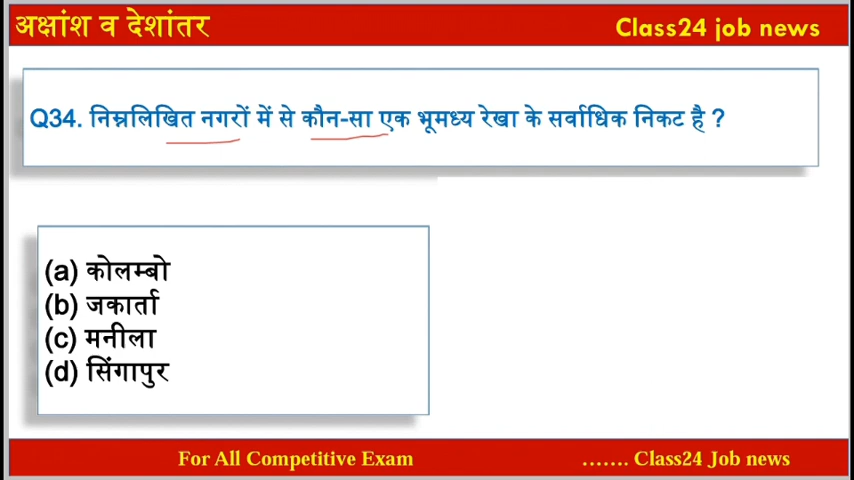 अक्षांश व देशांतर
Class24 job news
Q34. निम्नलिखित नगरों में से कौन-सा एक भूमध्य रेखा के सर्वाधिक निकट है ?
(a) कोलम्बो
(b) जकार्ता
(c) मनीला
(d) सिंगापुर
For All Competitive Exam
....... Class24 Job news